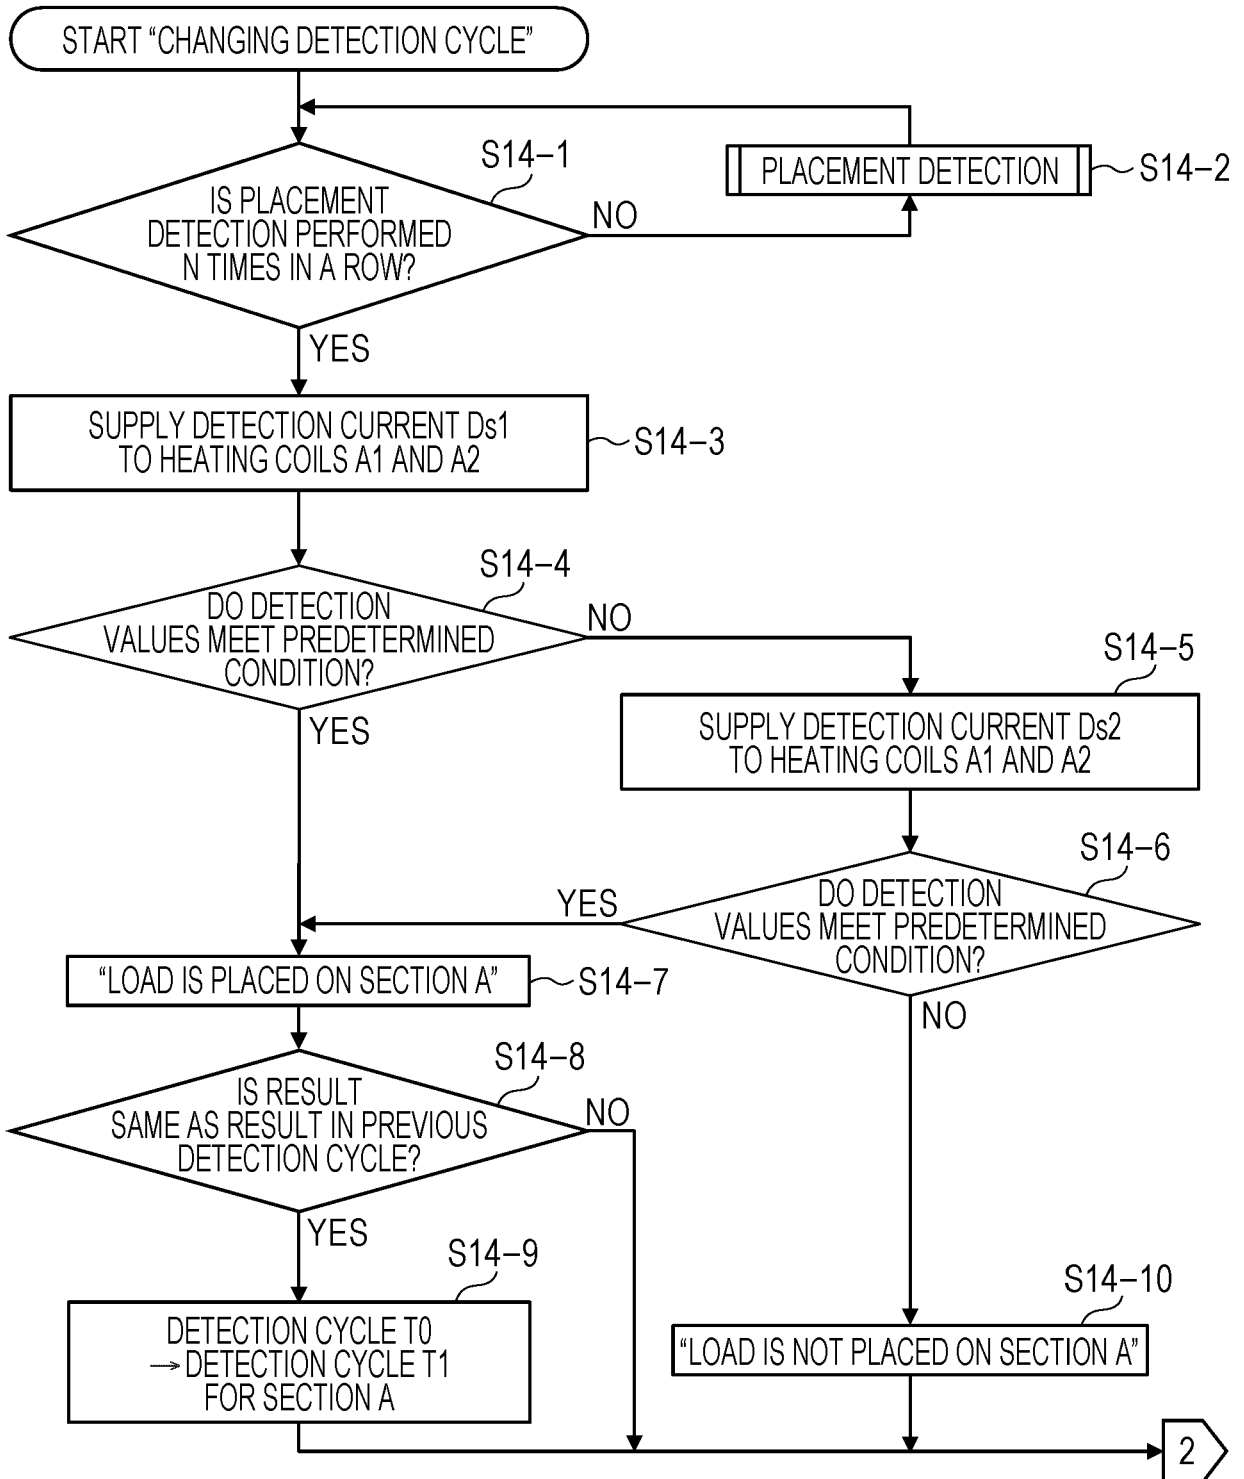 START “CHANGING DETECTION CYCLE”
S14–1
IS PLACEMENT
DETECTION PERFORMED
N TIMES IN A ROW?
NO
PLACEMENT DETECTION
S14–2
YES
SUPPLY DETECTION CURRENT Ds1
TO HEATING COILS A1 AND A2
S14–3
S14–4
DO DETECTION
VALUES MEET PREDETERMINED
CONDITION?
NO
YES
S14–5
SUPPLY DETECTION CURRENT Ds2
TO HEATING COILS A1 AND A2
S14–6
DO DETECTION
VALUES MEET PREDETERMINED
CONDITION?
YES
NO
“LOAD IS PLACED ON SECTION A”
S14–7
S14–8
IS RESULT
SAME AS RESULT IN PREVIOUS
DETECTION CYCLE?
NO
YES
S14–9
DETECTION CYCLE T0
→ DETECTION CYCLE T1
FOR SECTION A
S14–10
“LOAD IS NOT PLACED ON SECTION A”
2